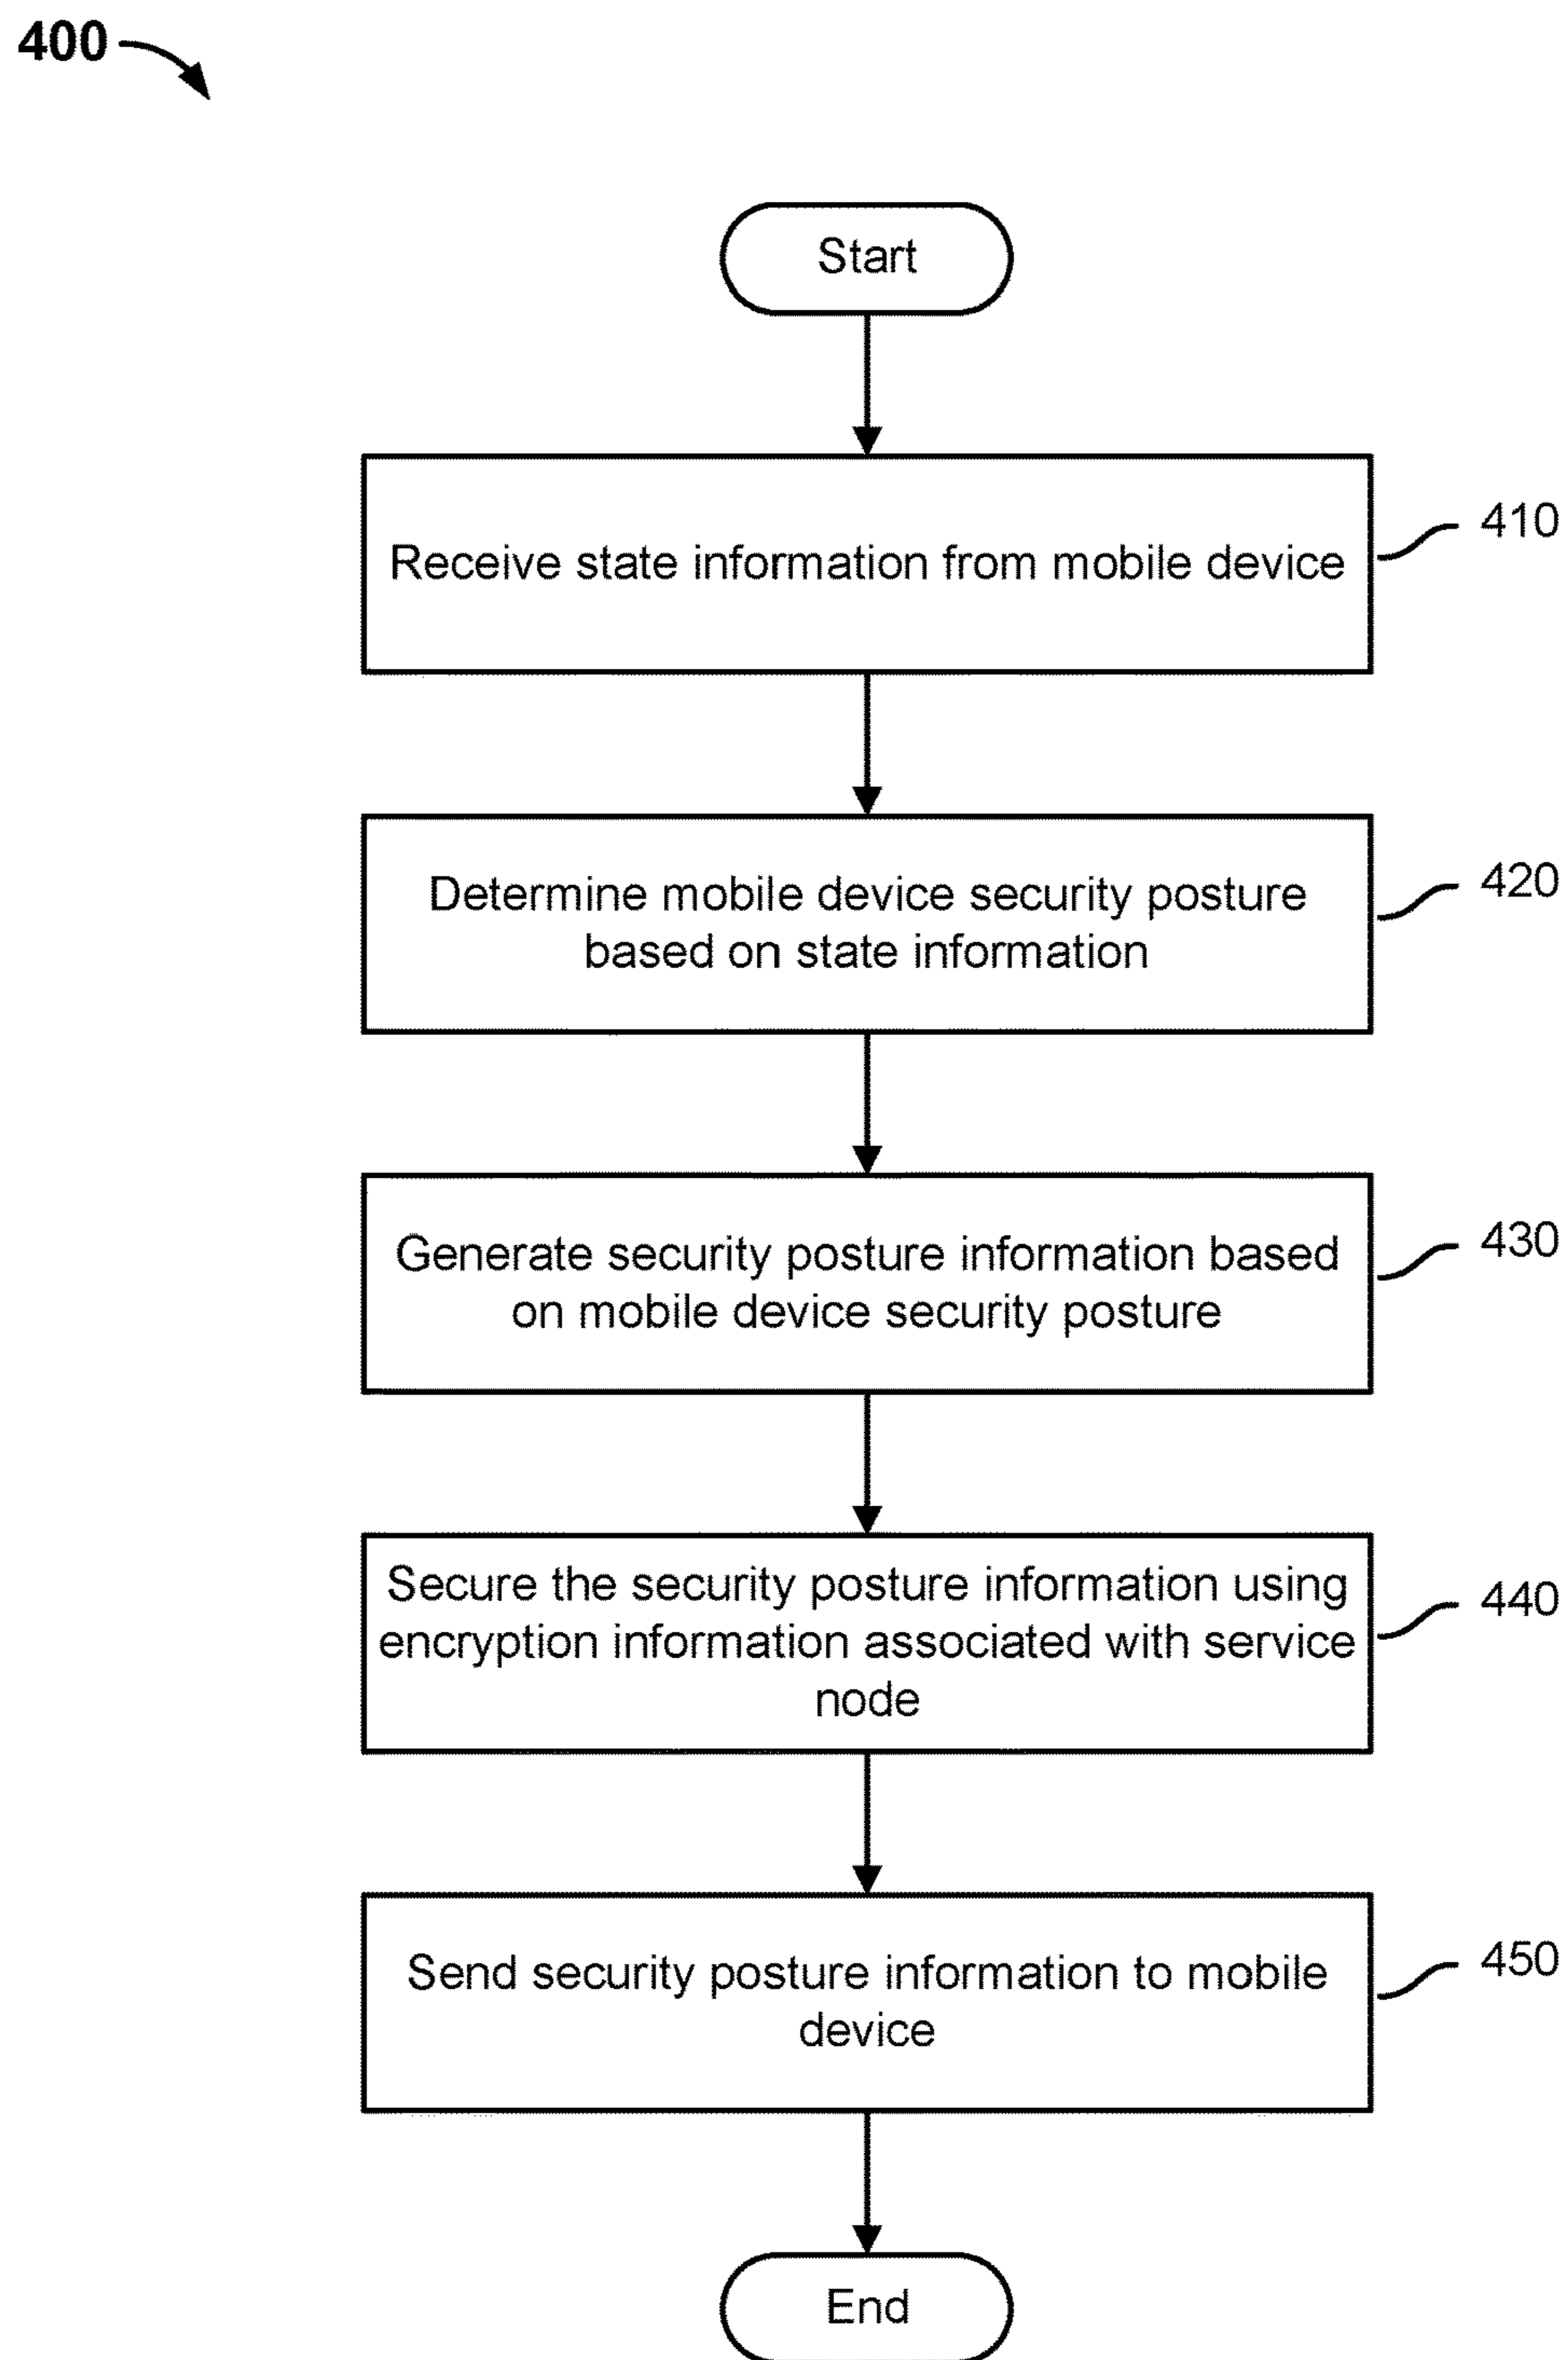 400
Start
Receive state information from mobile device
410
Determine mobile device security posture
based on state information
420
Generate security posture information based
on mobile device security posture
430
Secure the security posture information using
encryption information associated with service
node
440
Send security posture information to mobile
device
450
End